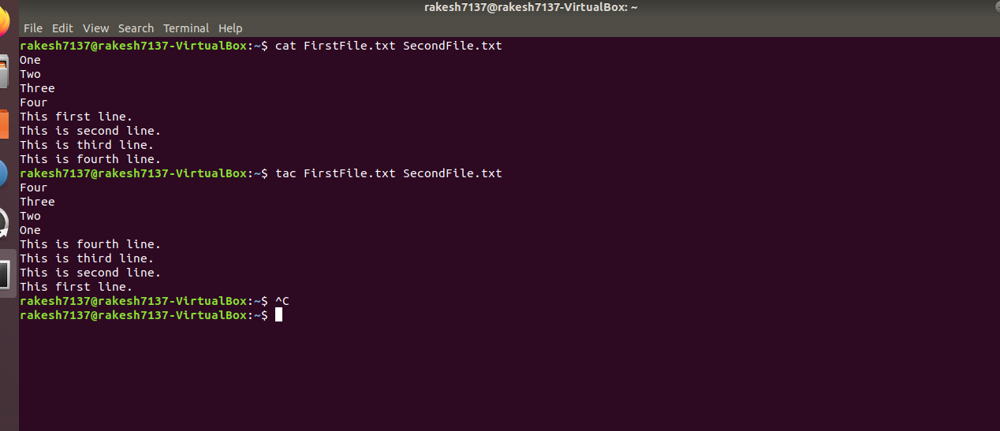 rakesh7137@rakesh7137-VirtualBox: ~
File Edit View Search Terminal Help
rakesh7137@rakesh7137-VirtualBox:~$ cat FirstFile.txt SecondFile.txt
One
Two
Three
Four
This first line.
This is second line.
This is third line.
This is fourth line.
rakesh7137@rakesh7137-VirtualBox:~$ tac FirstFile.txt SecondFile.txt
Four
Three
Two
One
This is fourth line.
This is third line.
This is second line.
This first line.
rakesh7137@rakesh7137-VirtualBox:~$ ^C
rakesh7137@rakesh7137-VirtualBox:~$